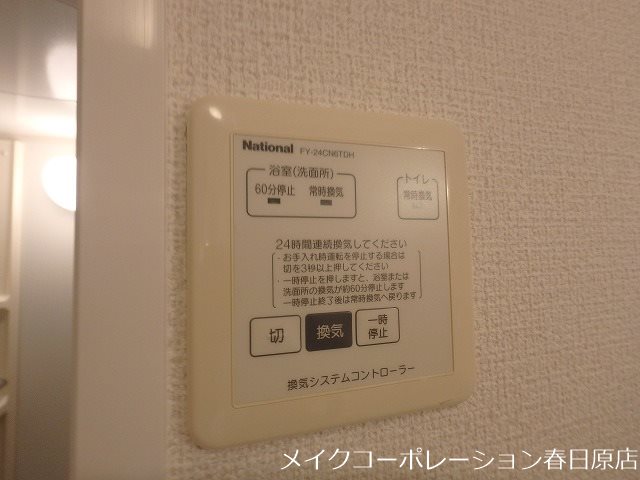 National FY-24CN6TDH
浴室(洗面所)
60分停止 常時換気
トイレ
常時換気
24時間連続換気してください
・お手入れ時運転を停止する場合は
切を3秒以上押してください
・一時停止を押しますと、浴室または
洗面所の換気が約60分停止します
一時停止終了後は常時換気へ戻ります
切
換気
一時
停止
換気システムコントローラー
メイクコーポレーション春日原店